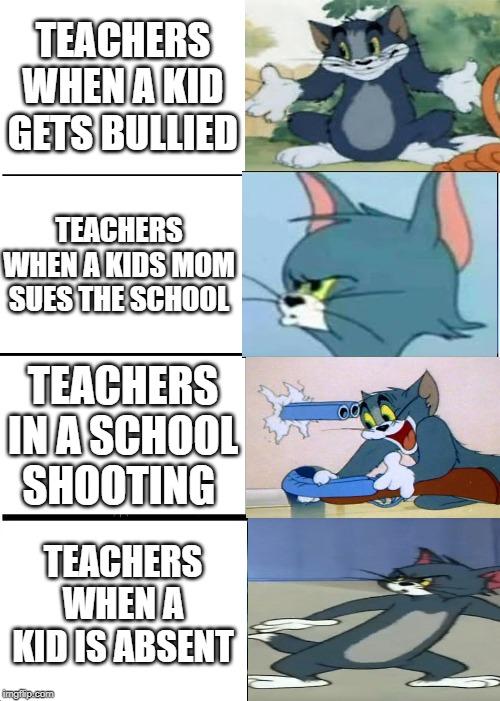 TEACHERS
WHEN A KID
GETS BULLIED
TEACHERS
WHEN A KIDS MOM
SUES THE SCHOOL
TEACHERS
IN A SCHOOL
SHOOTING
TEACHERS
WHEN A
KID IS ABSENT
imgflip.com